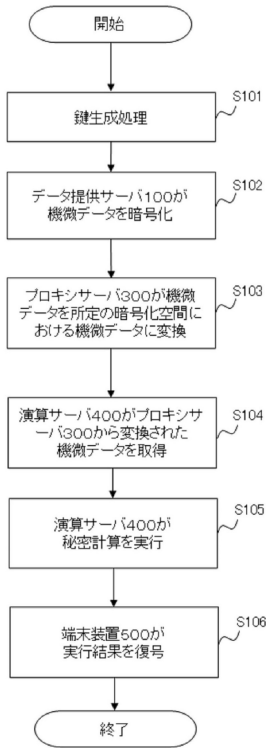 開始
S101
鍵生成処理
S102
データ提供サーバ100が
機微データを暗号化
S103
プロキシサーバ300が機微
データを所定の暗号化空間に
おける機微データに変換
S104
演算サーバ400がプロキシサ
ーバ300から変換された
機微データを取得
S105
演算サーバ400が
秘密計算を実行
S106
端末装置500が
実行結果を復号
終了